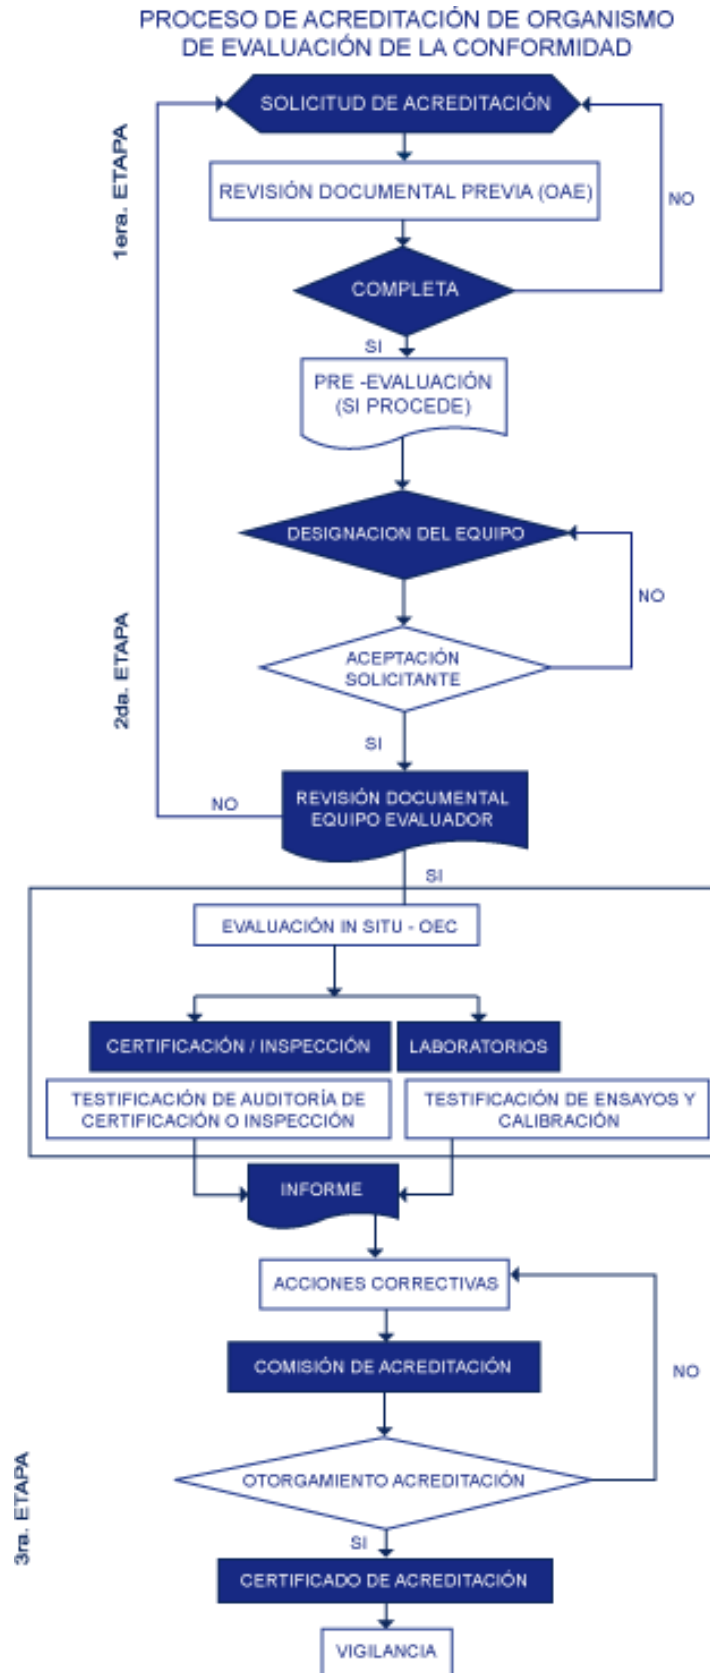 PROCESO DE ACREDITACIÓN DE ORGANISMO
DE EVALUACIÓN DE LA CONFORMIDAD
1era. ETAPA
SOLICITUD DE ACREDITACIÓN
REVISIÓN DOCUMENTAL PREVIA (OAE)
NO
COMPLETA
SI
PRE -EVALUACIÓN
(SI PROCEDE)
2da. ETAPA
DESIGNACION DEL EQUIPO
NO
ACEPTACIÓN
SOLICITANTE
SI
NO
REVISIÓN DOCUMENTAL
EQUIPO EVALUADOR
SI
EVALUACIÓN IN SITU - OEC
CERTIFICACIÓN / INSPECCIÓN
LABORATORIOS
TESTIFICACIÓN DE AUDITORÍA DE
CERTIFICACIÓN O INSPECCIÓN
TESTIFICACIÓN DE ENSAYOS Y
CALIBRACIÓN
INFORME
ACCIONES CORRECTIVAS
COMISIÓN DE ACREDITACIÓN
NO
3ra. ETAPA
OTORGAMIENTO ACREDITACIÓN
SI
CERTIFICADO DE ACREDITACIÓN
VIGILANCIA